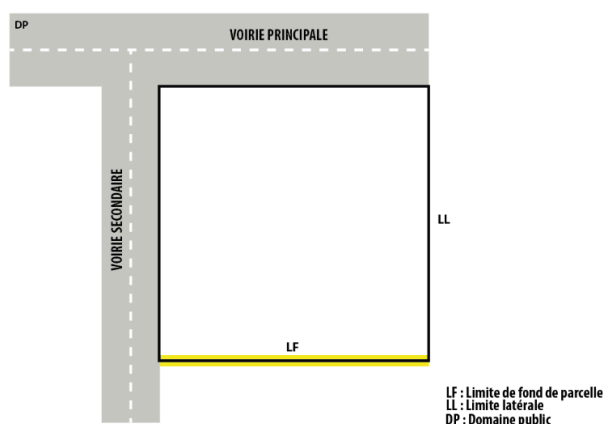 DP
VOIRIE PRINCIPALE
VOIRIE SECONDAIRE
LL
LF
LF : Limite de fond de parcelle
LL : Limite latérale
DP : Domaine public